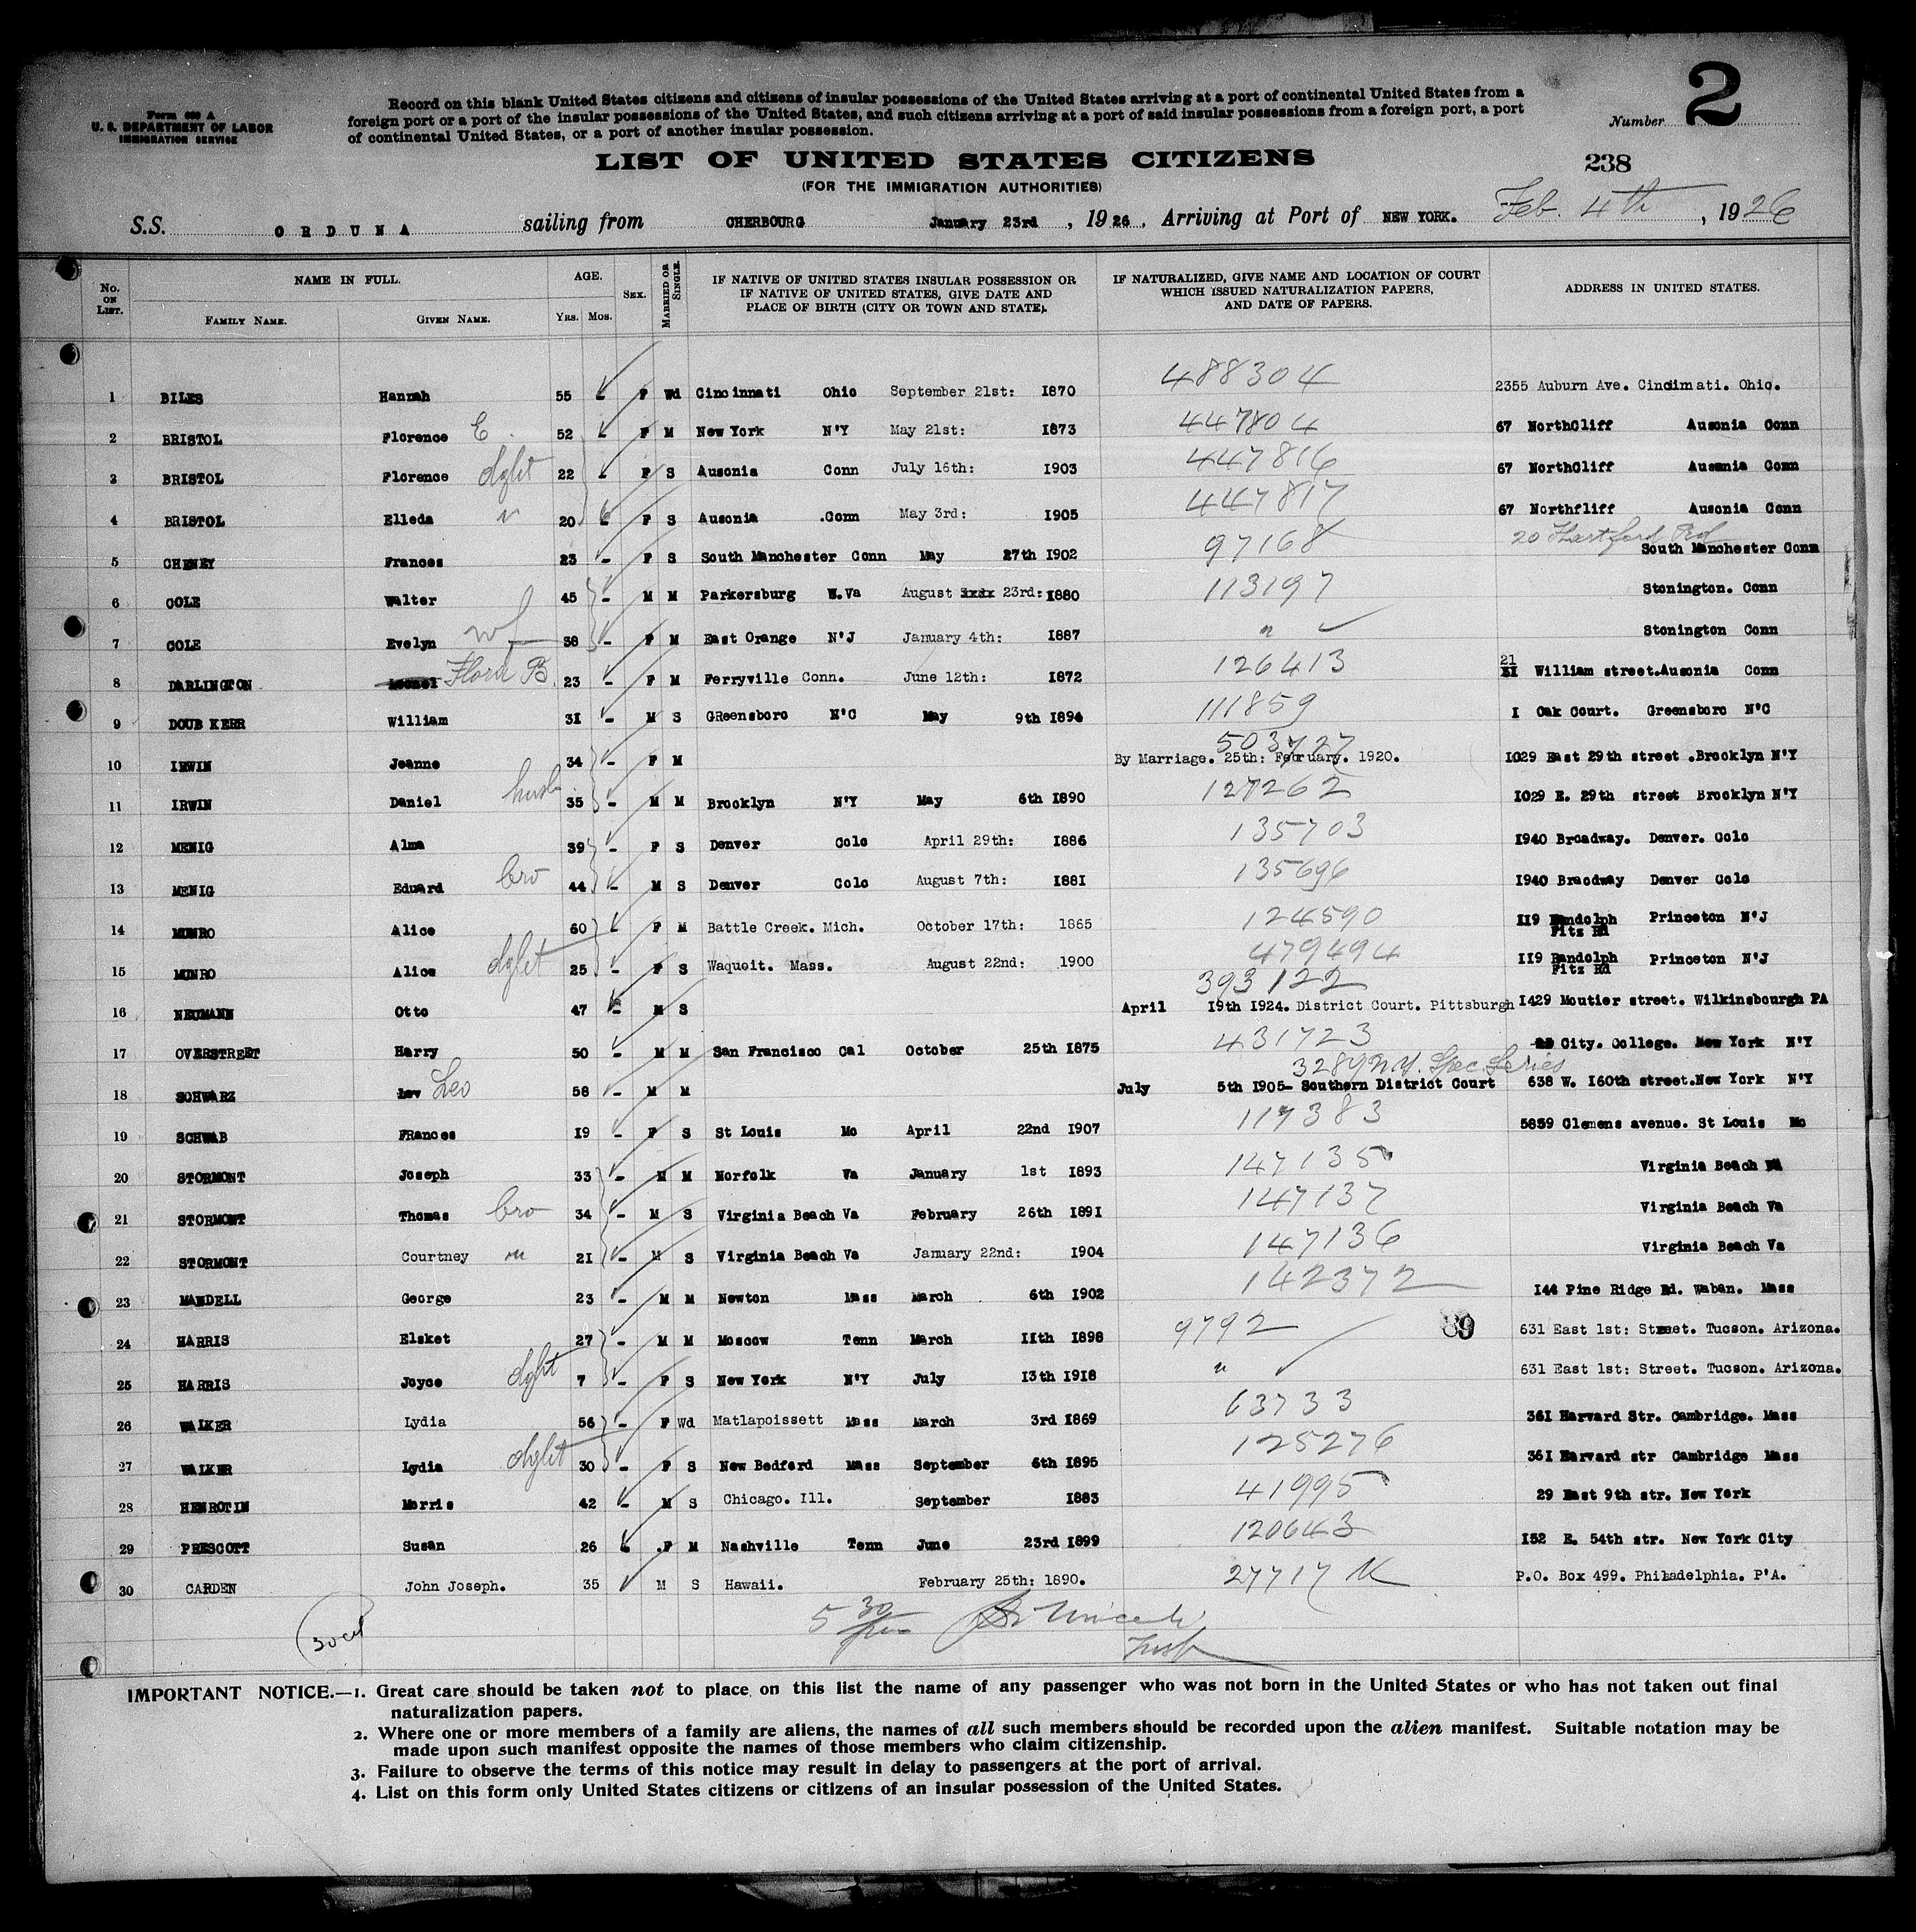 Form 630 A
U. S. DEPARTMENT OF LABOR
IMMIGRATION SERVICE
Record on this blank United States citizens and citizens of insular possessions of the United States arriving at a port of continental United States from a
foreign port or a port of the insular possessions of the United States, and such citizens arriving at a port of said insular possessions from a foreign port, a port
of continental United States, or a port of another insular possession.
Number 2
LIST OF UNITED STATES CITIZENS
238
(FOR THE IMMIGRATION AUTHORITIES)
S.S. ORDUNA sailing from CHERBOURG January 23rd, 1926, Arriving at Port of NEW YORK. Feb. 4th, 1926
No. ON LIST. NAME IN FULL. FAMILY NAME. GIVEN NAME. AGE. YRS. MOS. SEX. MARRIED OR SINGLE. IF NATIVE OF UNITED STATES INSULAR POSSESSION OR IF NATIVE OF UNITED STATES, GIVE DATE AND PLACE OF BIRTH (CITY OR TOWN AND STATE). IF NATURALIZED, GIVE NAME AND LOCATION OF COURT WHICH ISSUED NATURALIZATION PAPERS, AND DATE OF PAPERS. ADDRESS IN UNITED STATES.
1 BILES Hannah 55 - F Wd Cincinnati Ohio September 21st: 1870 488304 2355 Auburn Ave. Cincinnati. Ohio.
2 BRISTOL Florence E. 52 - F M New York N'Y May 21st: 1873 447804 67 NorthCliff Ausonia Conn
3 BRISTOL Florence dght 22 - F S Ausonia Conn July 16th: 1903 447816 67 NorthCliff Ausonia Conn
4 BRISTOL Elleda " 20 - F S Ausonia .Conn May 3rd: 1905 447817 67 Northfliff Ausonia Conn
5 CHENEY Frances 23 - F S South Manchester Conn May 27th 1902 97168 20 Hartford Rd South Manchester Conn
6 COLE Walter 45 - M M Parkersburg W.Va August 23rd: 1880 113197 Stonington. Conn
7 COLE Evelyn wf 38 - F M East Orange N'J January 4th: 1887 " Stonington Conn
8 DARLINGTON Flord B. 23 - F M Ferryville Conn. June 12th: 1872 126413 21 William street.Ausonia Conn
9 DOUB KERR William 31 - M S GReensboro N'C May 9th 1894 111859 I Oak Court. Greensboro N'C
10 IRWIN Jeanne 34 - F M 503727 By Marriage. 25th: February. 1920. 1029 East 29th street .Brooklyn N'Y
11 IRWIN Daniel husb 35 - M M Brooklyn N'Y May 6th 1890 127262 1029 E. 29th street Brooklyn N'Y
12 MENIG Alma 39 - F S Denver Colo April 29th: 1886 135703 1940 Broadway. Denver. Colo
13 MENIG Eduard bro 44 - M S Denver Colo August 7th: 1881 135696 1940 Braodway Denver Colo
14 MUNRO Alice 60 - F M Battle Creek. Mich. October 17th: 1865 124590 119 Randolph Fitz Rd Princeton N'J
15 MUNRO Alice dght 25 - F S Waquoit. Mass. August 22nd: 1900 479494 119 Randolph Fitz Rd Princeton N'J
16 NEUMANN Otto 47 - M S 393122 April 19th 1924. District Court. Pittsburgh 1429 Moutier street. Wilkinsbourgh PA
17 OVERSTREET Harry 50 - M M San Francisco Cal October 25th 1875 431723 City. College. New York N'Y
18 SCHWARZ Lev Leo 58 - M M 3289 N.Y. Spec. Series July 5th 1905- Southern District Court 638 W. 160th street.New York N'Y
19 SCHWAB FRances 19 - F S St Louis Mo April 22nd 1907 117383 5859 Clemens avenue. St Louis Mo
20 STORMONT Joseph 33 - M M Norfolk Va January 1st 1893 147135 Virginia Beach
21 STORMONT Thomas bro 34 - M S Virginia Beach Va February 26th 1891 147137 Virginia Beach Va
22 STORMONT Courtney " 21 - M S Virginia Beach Va January 22nd: 1904 147136 Virginia Beach Va
23 MANDELL George 23 - M M Newton Mass March 6th 1902 142372 144 Pine Ridge Rd. Waban. Mass
24 HARRIS Elsket 27 - M M Moscow Tenn March 11th 1898 9792 89 631 East 1st: Street. Tucson. Arizona.
25 HARRIS Joyce dght 7 - F S New York N'Y July 13th 1918 " 631 East 1st: Street. Tucson. Arizona.
26 WALKER Lydia 56 - F Wd Matlapoissett Mass March 3rd 1869 63733 361 Harvard Str. Cambridge. Mass
27 WALKER Lydia dght 30 - F S New Bedford Mass September 6th 1895 125276 361 Harvard str Cambridge Mass
28 HENROTIN Morris 42 - M S Chicago. Ill. September 1883 41995 29 East 9th str. New York
29 PRESCOTT Susan 26 - .F M Nashville Tenn June 23rd 1899 120643 152 E. 54th str. New York City
30 CARDEN John Joseph. 35 M S Hawaii. February 25th: 1890. 27717 K P.O. Box 499. Philadelphia. P'A.
5 30
IMPORTANT NOTICE.—1. Great care should be taken not to place on this list the name of any passenger who was not born in the United States or who has not taken out final
naturalization papers.
2. Where one or more members of a family are aliens, the names of all such members should be recorded upon the alien manifest. Suitable notation may be
made upon such manifest opposite the names of those members who claim citizenship.
3. Failure to observe the terms of this notice may result in delay to passengers at the port of arrival.
4. List on this form only United States citizens or citizens of an insular possession of the United States.